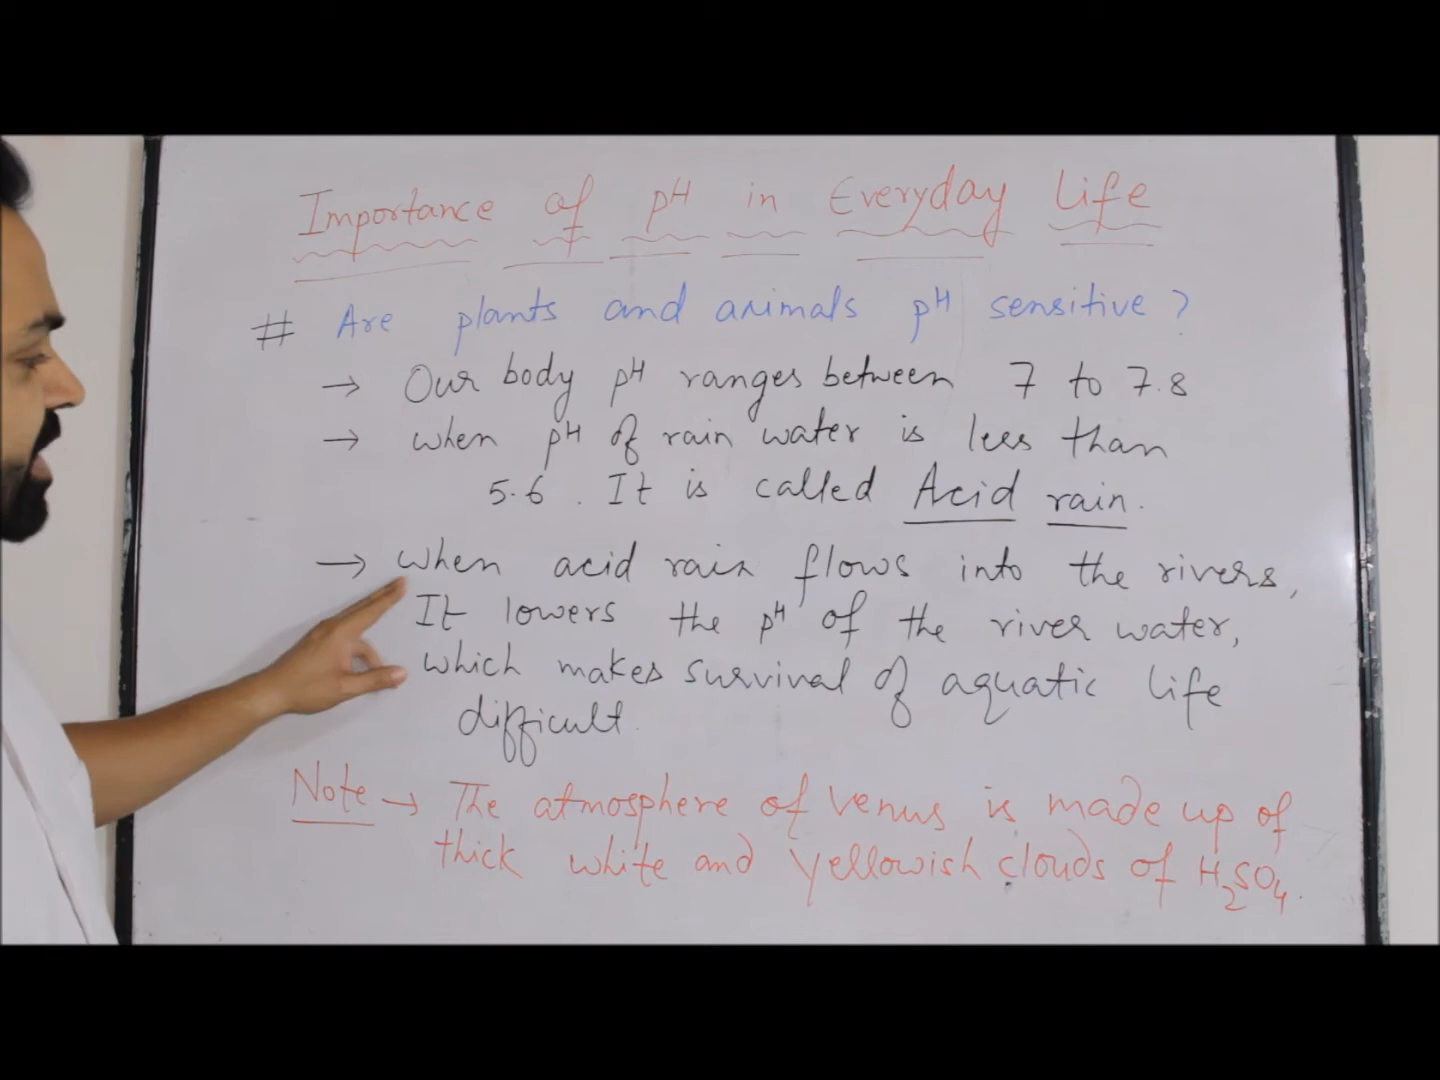 Importance of pH in Everyday Life
# Are plants and animals pH sensitive?
→ Our body pH ranges between 7 to 7.8
→ when pH of rain water is less than
5.6. It is called Acid rain.
→ when acid rain flows into the rivers,
It lowers the pH of the river water,
which makes survival of aquatic life
difficult.
Note → The atmosphere of Venus is made up of
thick white and yellowish clouds of H₂SO₄.